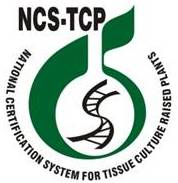 NCS-TCP
NATIONAL CERTIFICATION SYSTEM FOR TISSUE CULTURE RAISED PLANTS